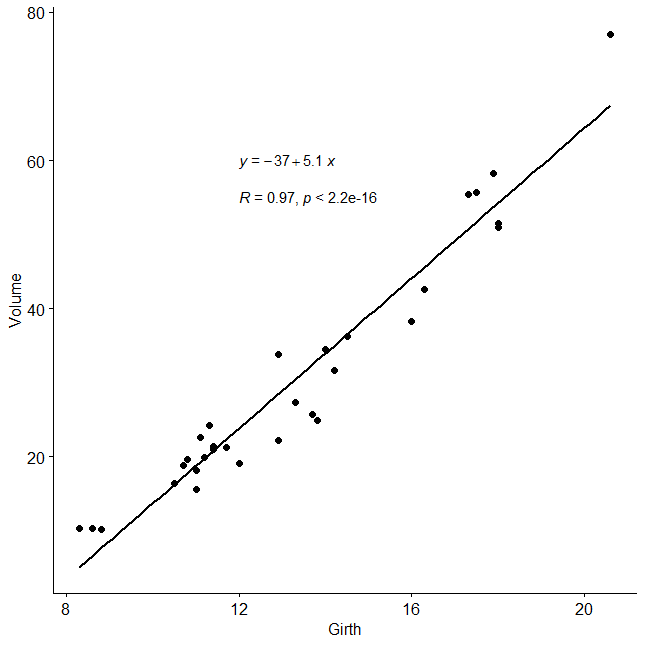 80
60
40
20
Volume
y = −37+5.1 x
R = 0.97, p < 2.2e-16
8 12 16 20
Girth